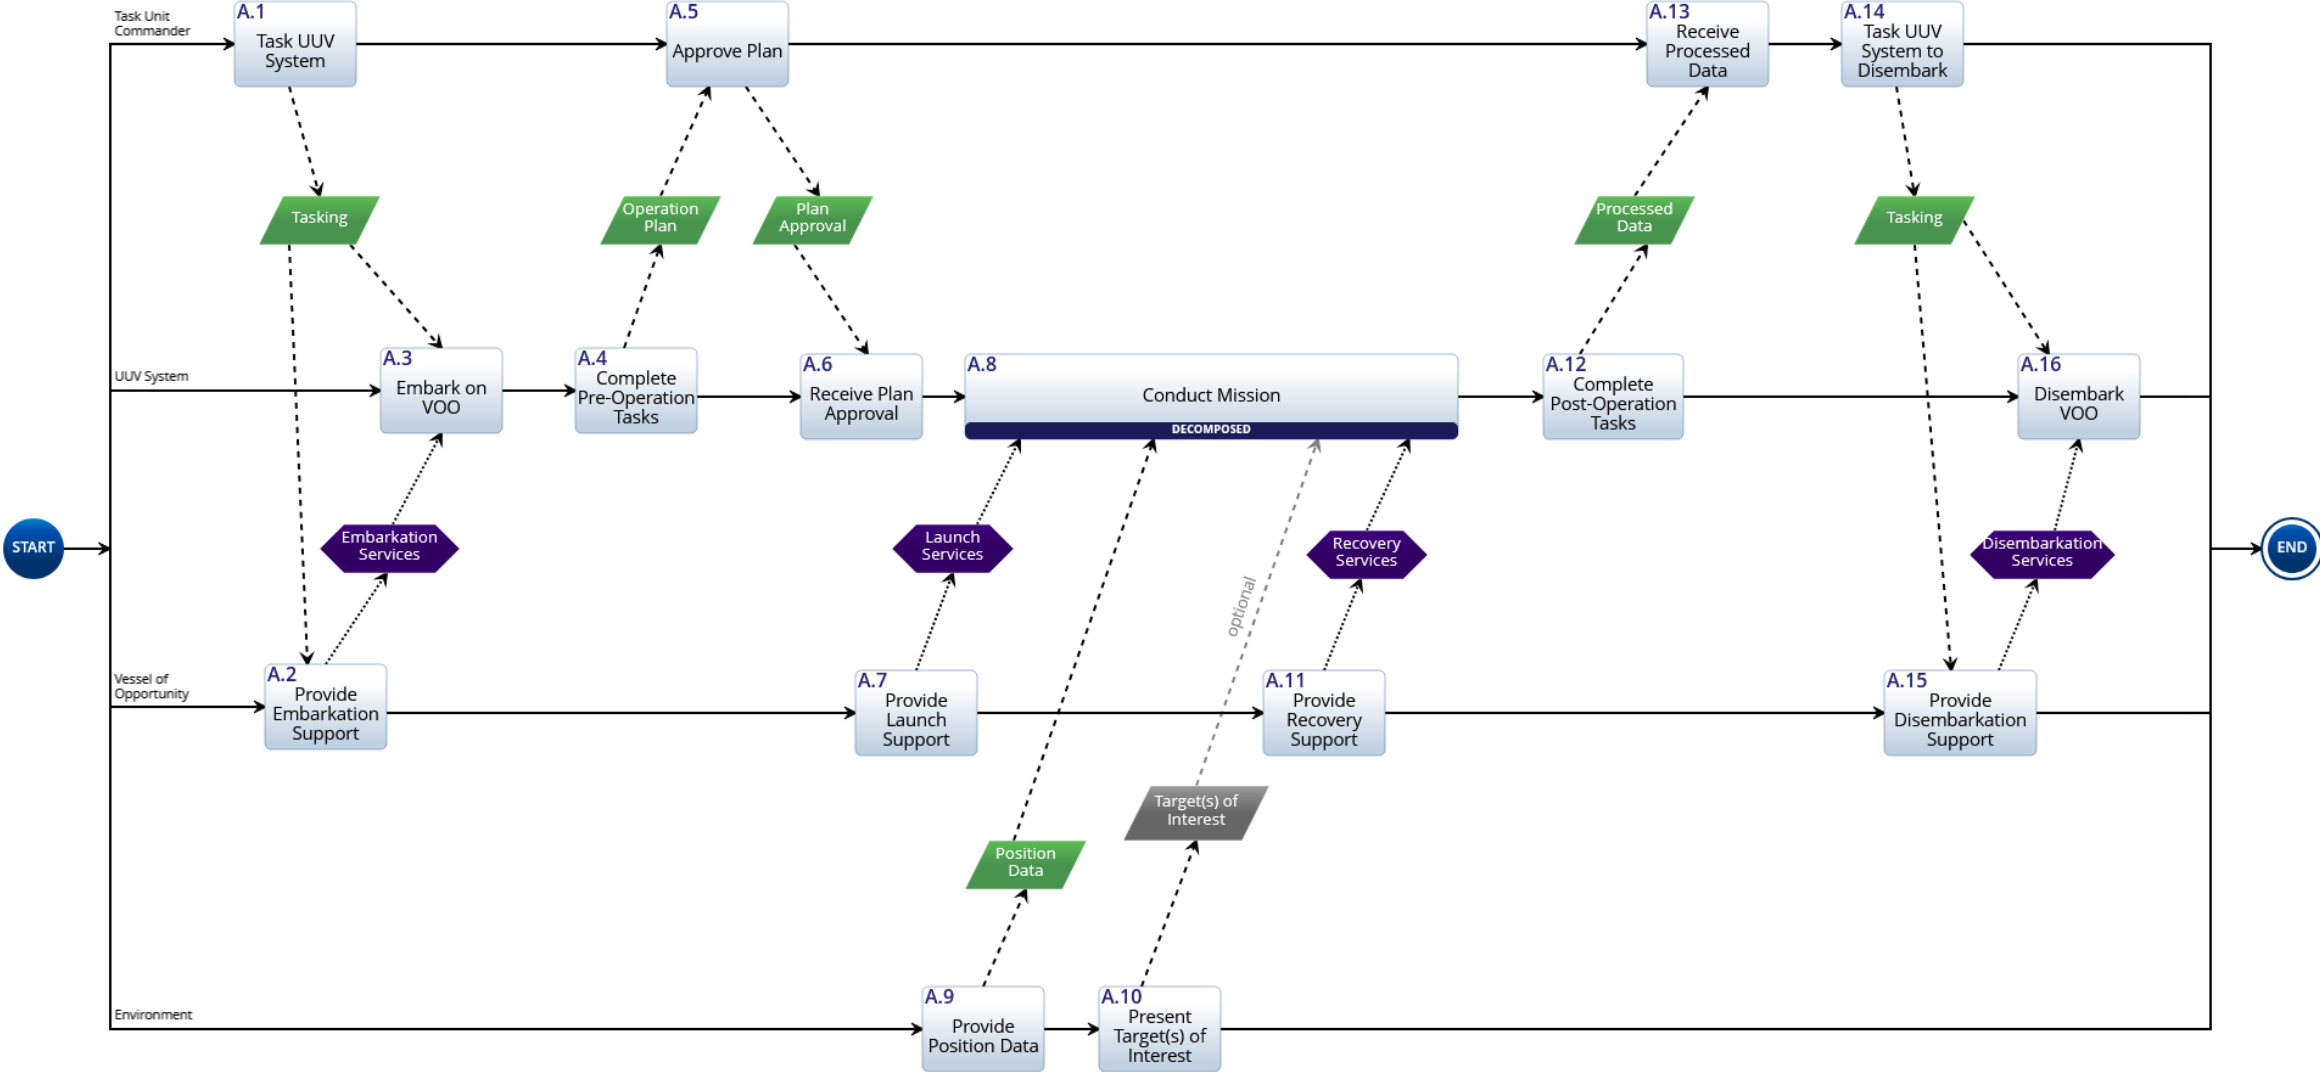 Task Unit
Commander
A.1
Task UUV
System
A.5
Approve Plan
A.13
Receive
Processed
Data
A.14
Task UUV
System to
Disembark
Tasking
Operation
Plan
Plan
Approval
Processed
Data
Tasking
UUV System
A.3
Embark on
VOO
A.4
Complete
Pre-Operation
Tasks
A.6
Receive Plan
Approval
A.8
Conduct Mission
DECOMPOSED
A.12
Complete
Post-Operation
Tasks
A.16
Disembark
VOO
START
Embarkation
Services
Launch
Services
Recovery
Services
Disembarkation
Services
END
optional
Vessel of
Opportunity
A.2
Provide
Embarkation
Support
A.7
Provide
Launch
Support
A.11
Provide
Recovery
Support
A.15
Provide
Disembarkation
Support
Target(s) of
Interest
Position
Data
Environment
A.9
Provide
Position Data
A.10
Present
Target(s) of
Interest